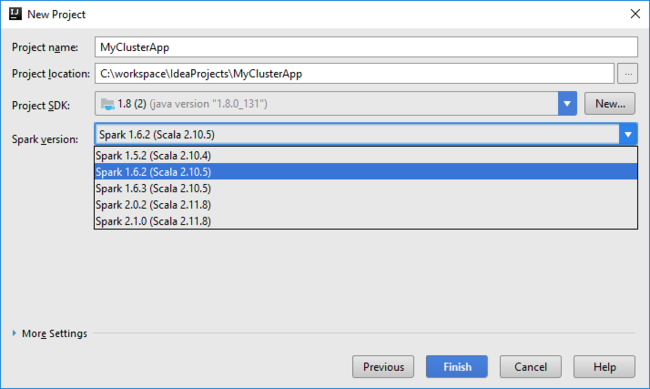 New Project
Project name: MyClusterApp
Project location: C:\workspace\IdeaProjects\MyClusterApp ...
Project SDK: 1.8 (2) (java version "1.8.0_131") New...
Spark version: Spark 1.6.2 (Scala 2.10.5)
Spark 1.5.2 (Scala 2.10.4)
Spark 1.6.2 (Scala 2.10.5)
Spark 1.6.3 (Scala 2.10.5)
Spark 2.0.2 (Scala 2.11.8)
Spark 2.1.0 (Scala 2.11.8)
More Settings
Previous Finish Cancel Help